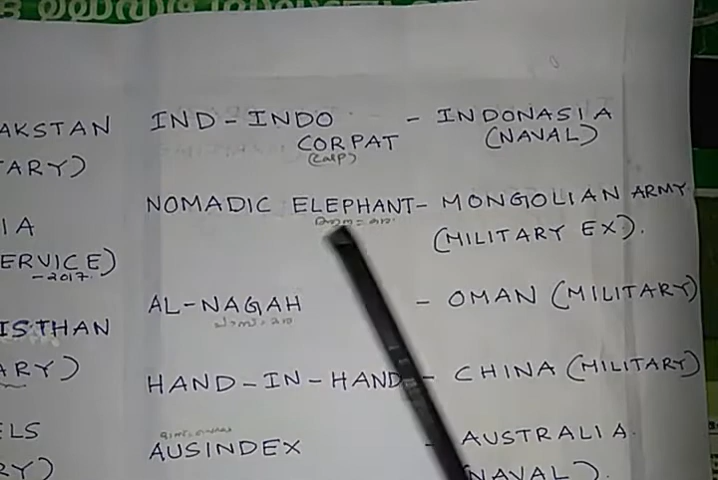 AKSTAN
ARY)
IA
ERVICE)
-2017.
ISTHAN
ARY)
ELS
RY)
IND-INDO - INDONASIA
CORPAT (NAVAL)
NOMADIC ELEPHANT- MONGOLIAN ARMY
(MILITARY EX).
AL-NAGAH - OMAN (MILITARY)
HAND-IN-HAND - CHINA (MILITARY)
AUSINDEX - AUSTRALIA
(NAVAL).